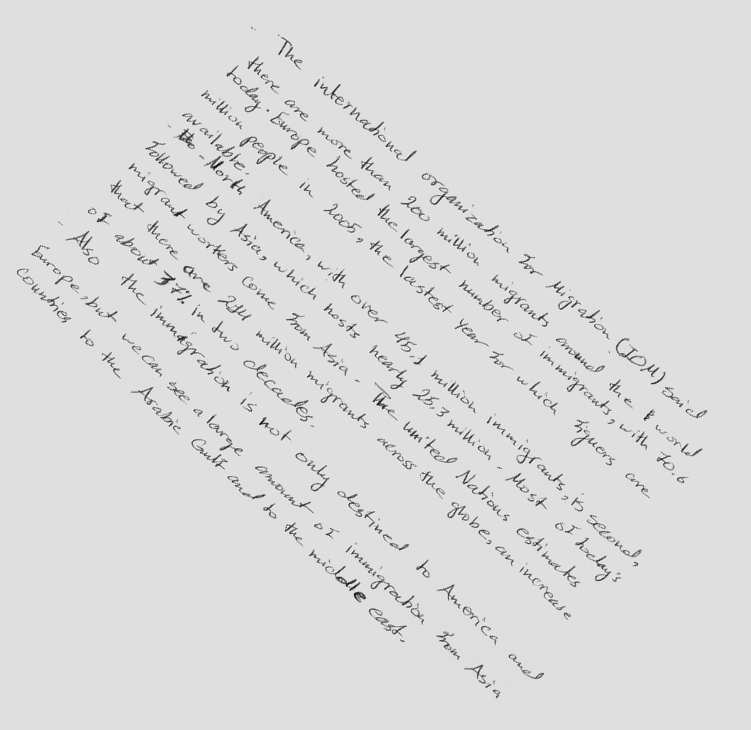 - The international organization for Migration (IOM) said
there are more than 200 million migrants around the world
today. Europe hosted the largest number of immigrants, with 70.6
million people in 2005, the lastest year for which figuers are
available.
- North America, with over 45.1 million immigrants, is second,
followed by Asia, which hosts nearly 25.3 million. Most of today's
migrant workers come from Asia. The united Nations estimates
that there are 214 million migrants across the globe, an increase
of about 37% in two decades.
- Also the immigration is not only destined to America and
Europe, but we can see a large amount of immigration from Asia
countries to the Arabic Gulf and to the middle east.